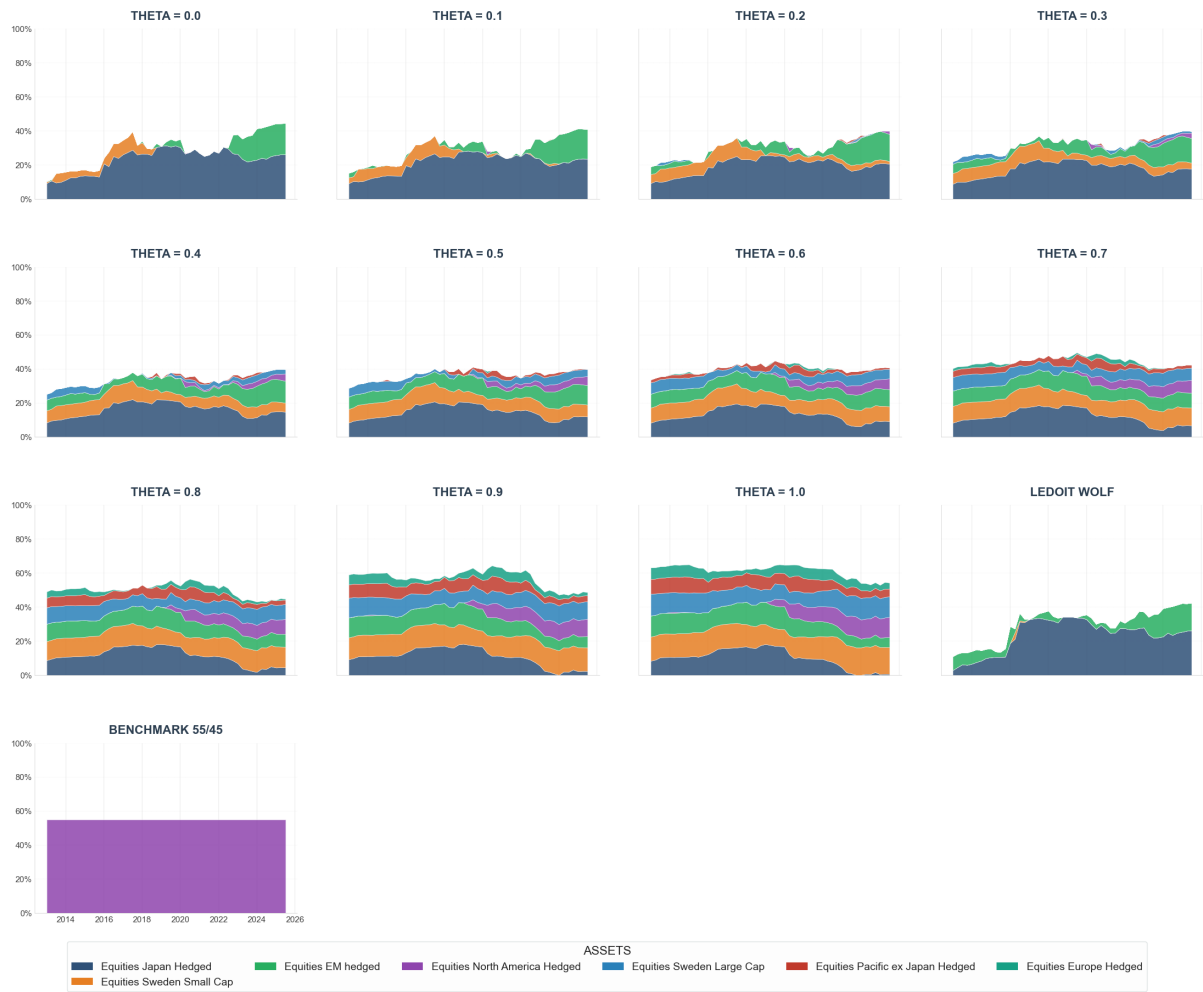 THETA = 0.0
THETA = 0.1
THETA = 0.2
THETA = 0.3
100%
80%
60%
40%
20%
0%
THETA = 0.4
THETA = 0.5
THETA = 0.6
THETA = 0.7
100%
80%
60%
40%
20%
0%
THETA = 0.8
THETA = 0.9
THETA = 1.0
LEDOIT WOLF
100%
80%
60%
40%
20%
0%
BENCHMARK 55/45
100%
80%
60%
40%
20%
0%
2014 2016 2018 2020 2022 2024 2026
ASSETS
Equities Japan Hedged Equities EM hedged Equities North America Hedged Equities Sweden Large Cap Equities Pacific ex Japan Hedged Equities Europe Hedged
Equities Sweden Small Cap